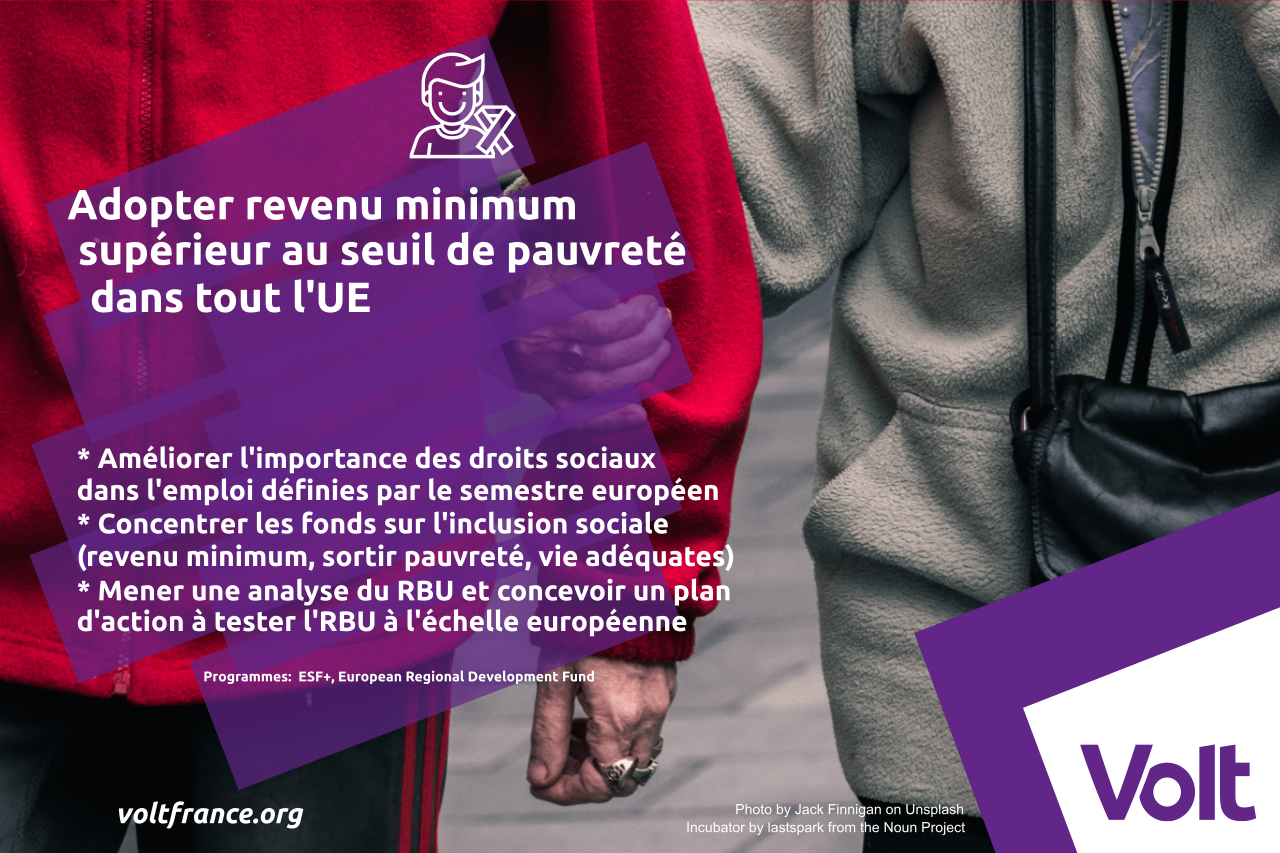 Adopter revenu minimum
supérieur au seuil de pauvreté
dans tout l'UE
* Améliorer l'importance des droits sociaux
dans l'emploi définies par le semestre européen
* Concentrer les fonds sur l'inclusion sociale
(revenu minimum, sortir pauvreté, vie adéquates)
* Mener une analyse du RBU et concevoir un plan
d'action à tester l'RBU à l'échelle européenne
Programmes: ESF+, European Regional Development Fund
voltfrance.org
Photo by Jack Finnigan on Unsplash
Incubator by lastspark from the Noun Project
Volt